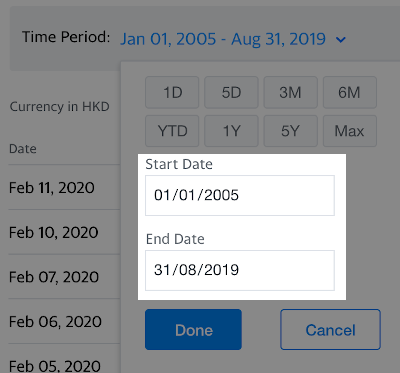 Time Period: Jan 01, 2005 - Aug 31, 2019
1D 5D 3M 6M
YTD 1Y 5Y Max
Currency in HKD
Date
Start Date
01/01/2005
End Date
31/08/2019
Feb 11, 2020
Feb 10, 2020
Feb 07, 2020
Feb 06, 2020
Feb 05, 2020
Done Cancel